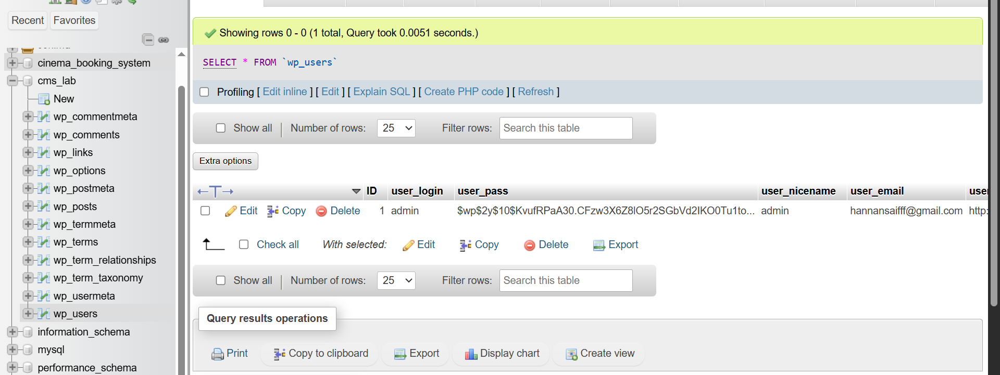 Recent Favorites
cinema_booking_system
cms_lab
New
wp_commentmeta
wp_comments
wp_links
wp_options
wp_postmeta
wp_posts
wp_termmeta
wp_terms
wp_term_relationships
wp_term_taxonomy
wp_usermeta
wp_users
information_schema
mysql
performance_schema
Showing rows 0 - 0 (1 total, Query took 0.0051 seconds.)
SELECT * FROM `wp_users`
Profiling [ Edit inline ] [ Edit ] [ Explain SQL ] [ Create PHP code ] [ Refresh ]
Show all Number of rows: 25 Filter rows: Search this table
Extra options
ID user_login user_pass user_nicename user_email
Edit Copy Delete 1 admin $wp$2y$10$KvufRPaA30.CFzw3X6Z8lO5r2SGbVd2IKO0Tu1to... admin hannansaifff@gmail.com http:
Check all With selected: Edit Copy Delete Export
Show all Number of rows: 25 Filter rows: Search this table
Query results operations
Print Copy to clipboard Export Display chart Create view